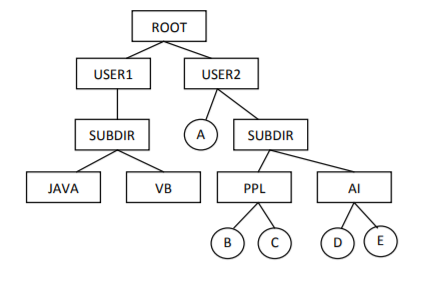 ROOT
USER1 USER2
SUBDIR A SUBDIR
JAVA VB PPL AI
B C D E